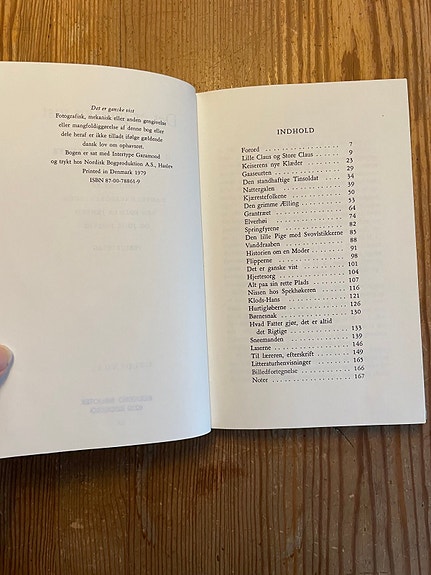 Det er ganske vist
Fotografisk, mekanisk eller anden gengivelse
eller mangfoldiggørelse af denne bog eller
dele heraf er ikke tilladt ifølge gældende
dansk lov om ophavsret.
Bogen er sat med Intertype Garamond
og trykt hos Nordisk Bogproduktion A.S., Haslev
Printed in Denmark 1979
ISBN 87-00-78861-9
INDHOLD
Forord 7
Lille Claus og Store Claus 9
Keiserens nye Klæder 23
Gaaseurten 29
Den standhaftige Tinsoldat 34
Nattergalen 39
Kjærestefolkene 50
Den grimme Ælling 53
Grantræet 64
Elverhøi 74
Springfyrene 82
Den lille Pige med Svovlstikkerne 85
Vanddraaben 88
Historien om en Moder 91
Flipperne 98
Det er ganske vist 101
Hjertesorg 104
Alt paa sin rette Plads 107
Nissen hos Spekhøkeren 116
Klods-Hans 121
Hurtigløberne 126
Børnesnak 130
Hvad Fatter gjør, det er altid
det Rigtige 133
Sneemanden 139
Laserne 146
Til læreren, efterskrift 149
Litteraturhenvisninger 165
Billedfortegnelse 166
Noter 167